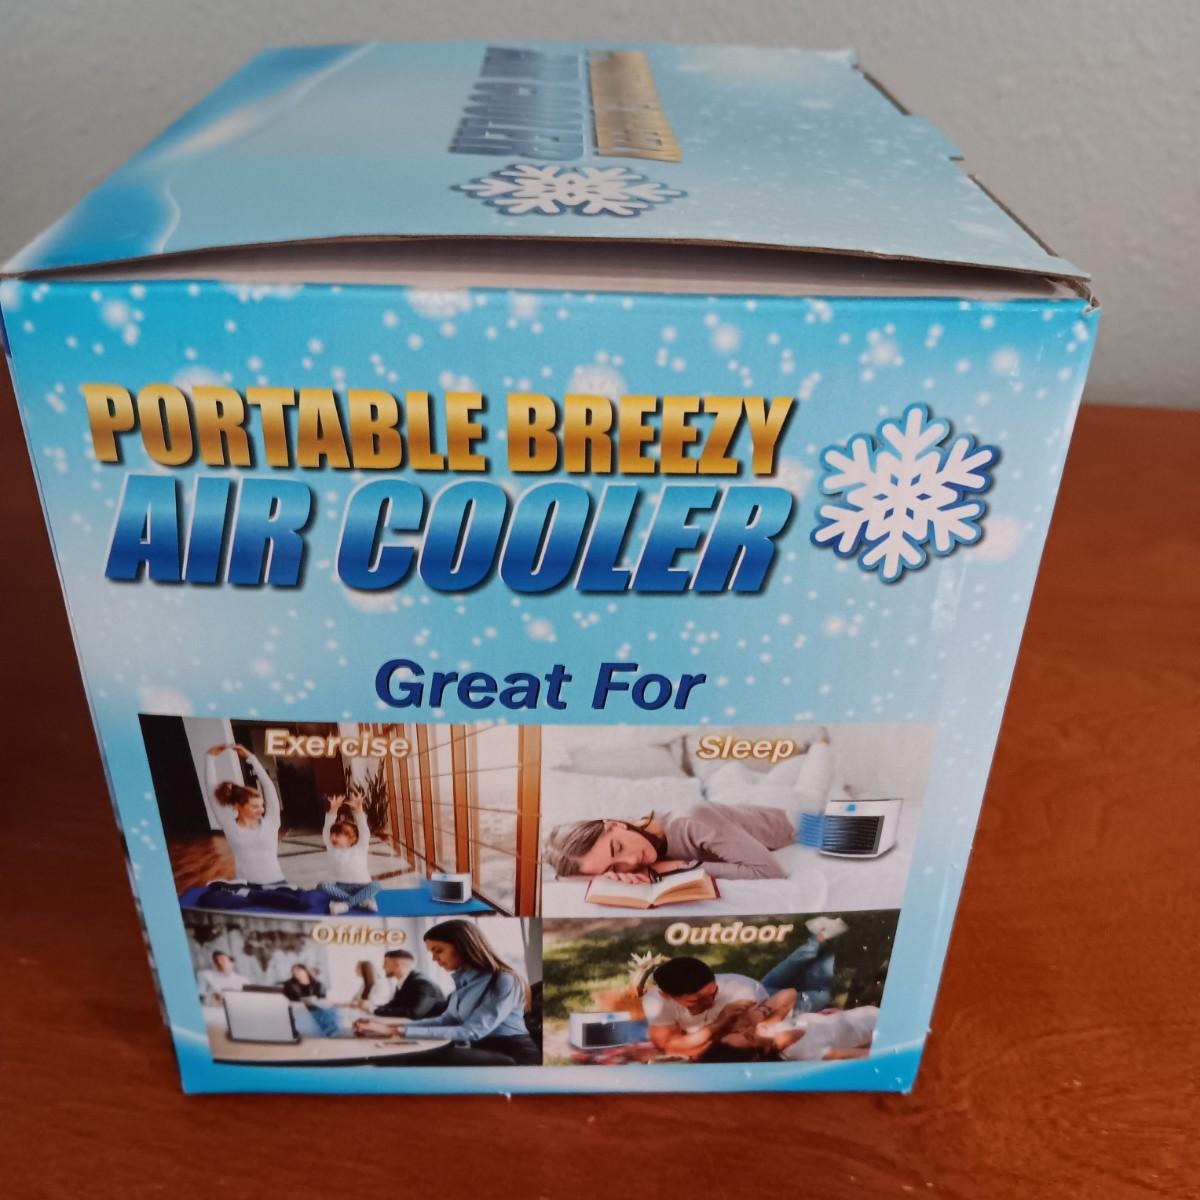 PORTABLE BREEZY
AIR COOLER
Great For
Exercise
Sleep
Office
Outdoor